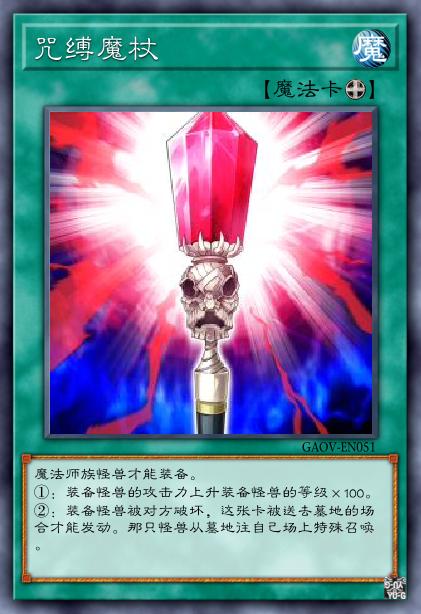 咒缚魔杖
魔
【魔法卡】
GAOV-EN051
魔法师族怪兽才能装备。
①：装备怪兽的攻击力上升装备怪兽的等级×100。
②：装备怪兽被对方破坏，这张卡被送去墓地的场
合才能发动。那只怪兽从墓地往自己场上特殊召唤
。